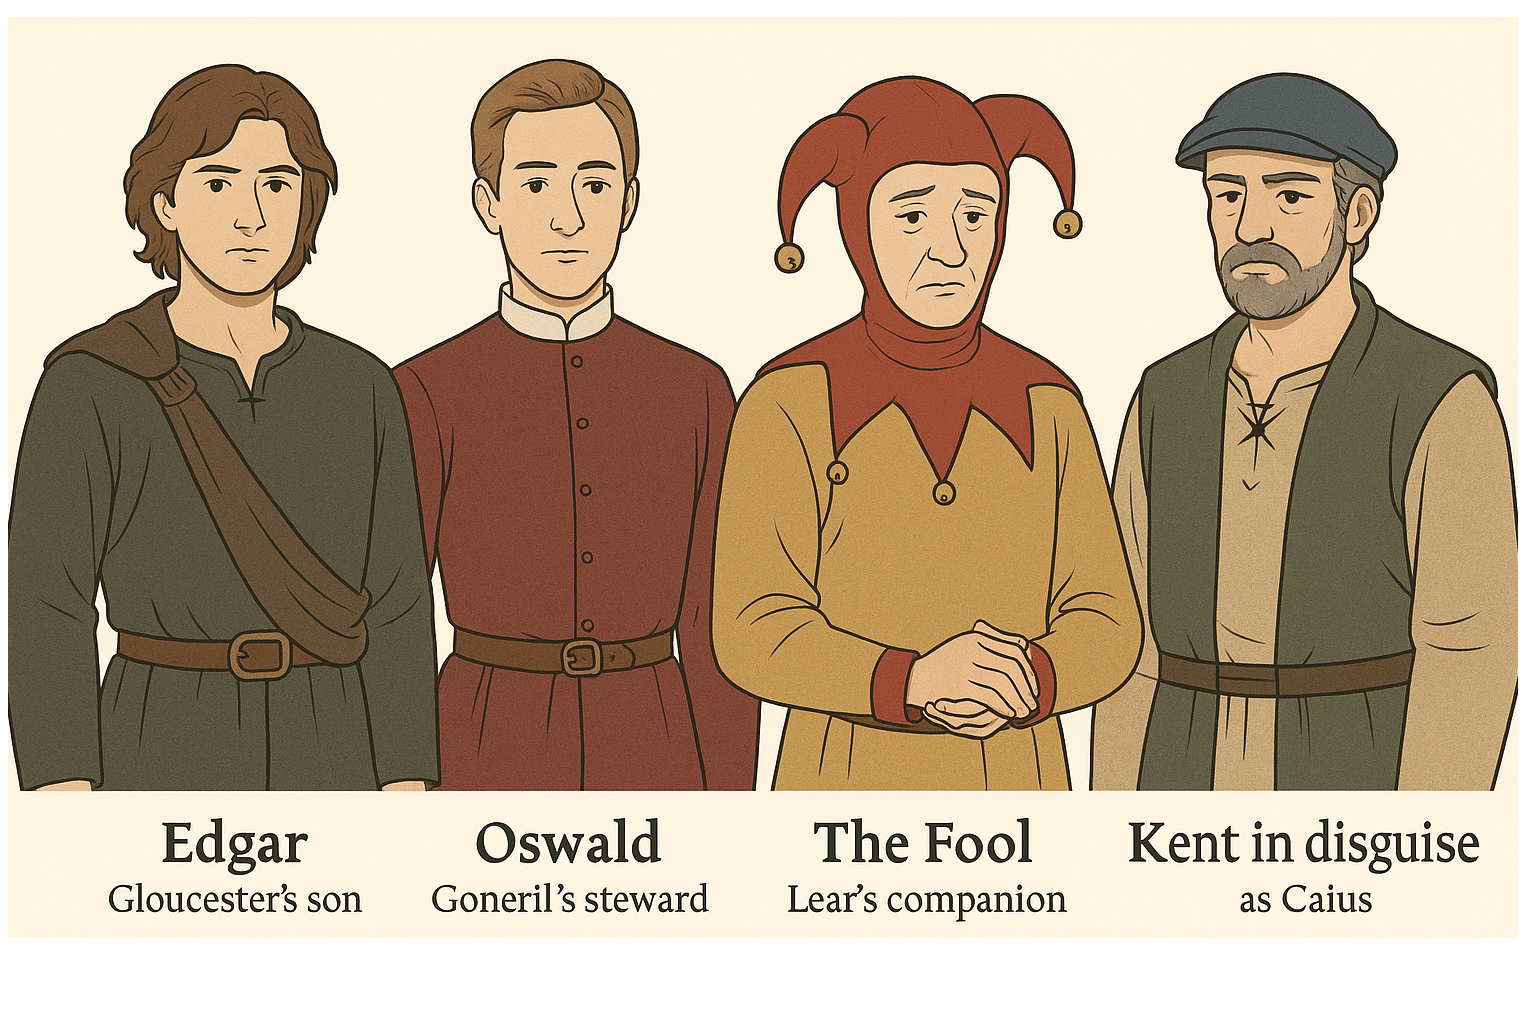 Edgar
Gloucester's son
Oswald
Goneril's steward
The Fool
Lear's companion
Kent in disguise
as Caius